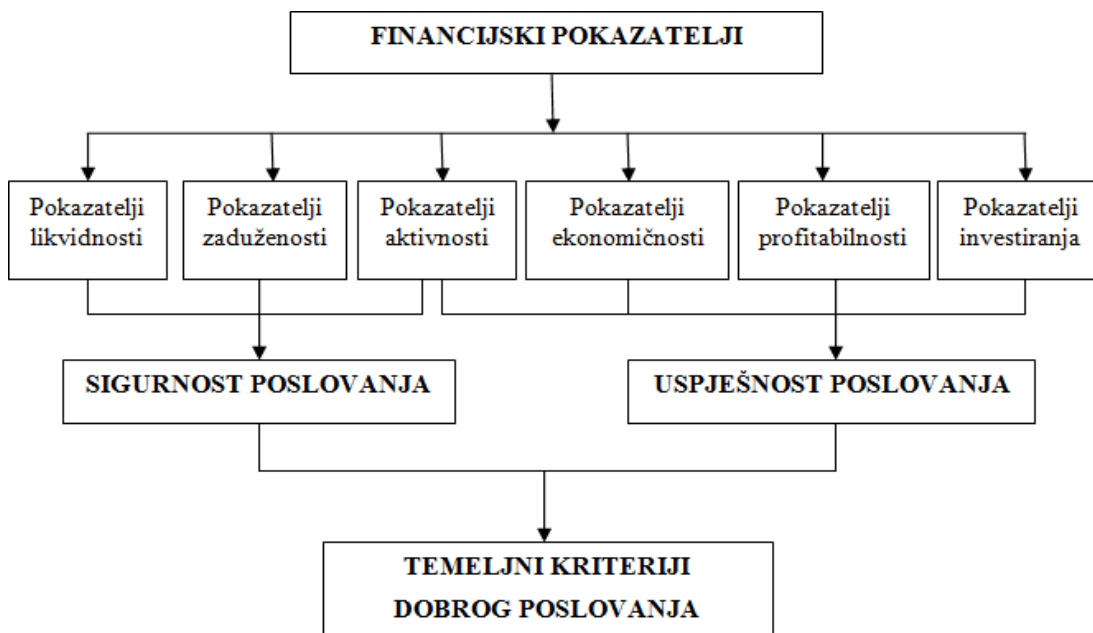 FINANCIJSKI POKAZATELJI
Pokazatelji
likvidnosti
Pokazatelji
zaduženosti
Pokazatelji
aktivnosti
Pokazatelji
ekonomičnosti
Pokazatelji
profitabilnosti
Pokazatelji
investiranja
SIGURNOST POSLOVANJA
USPJEŠNOST POSLOVANJA
TEMELJNI KRITERIJI
DOBROG POSLOVANJA